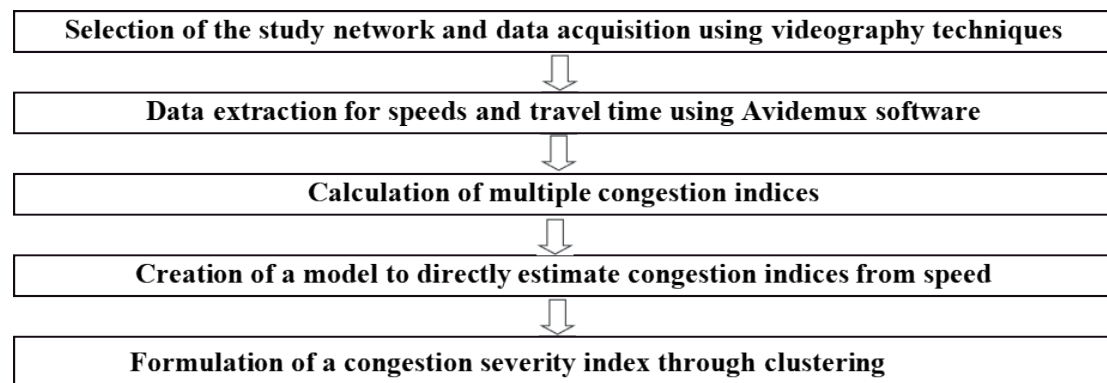 Selection of the study network and data acquisition using videography techniques
Data extraction for speeds and travel time using Avidemux software
Calculation of multiple congestion indices
Creation of a model to directly estimate congestion indices from speed
Formulation of a congestion severity index through clustering